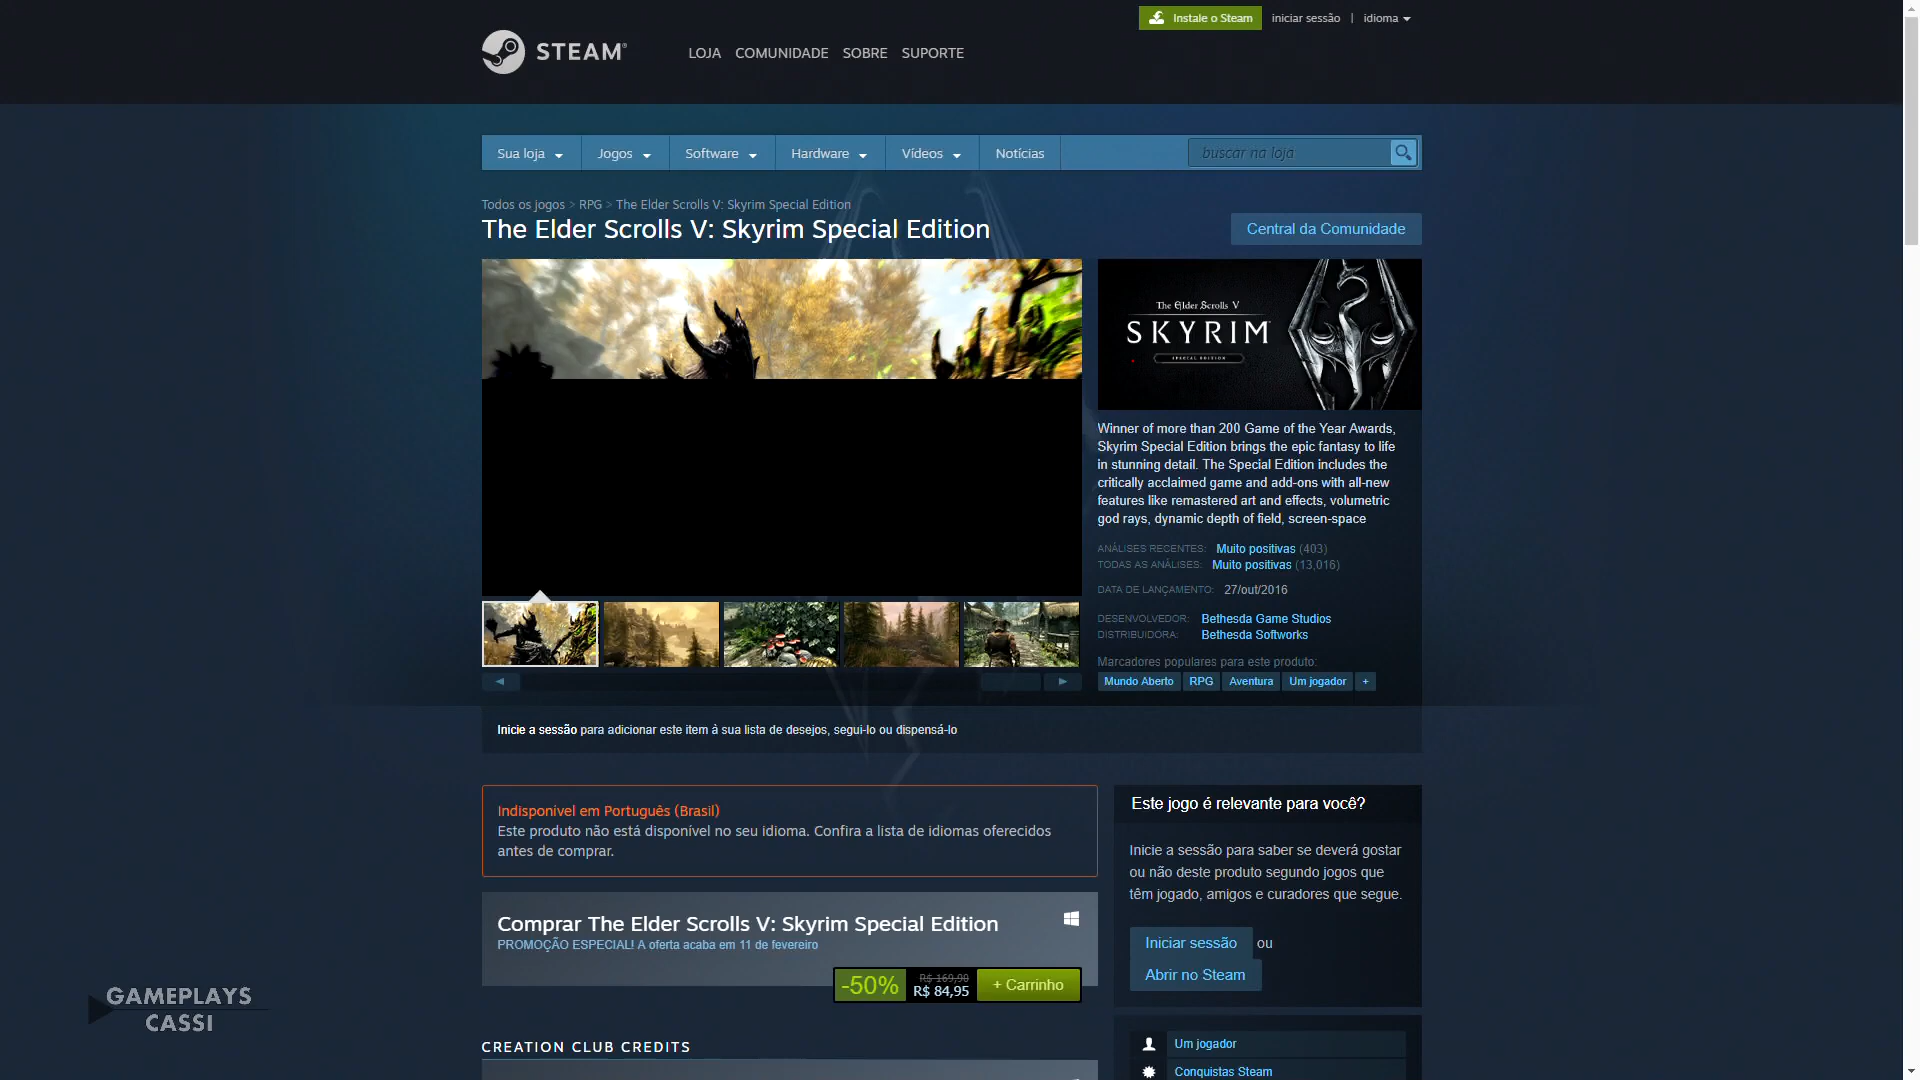 Instale o Steam
iniciar sessão | idioma
STEAM®
LOJA COMUNIDADE SOBRE SUPORTE
Sua loja Jogos Software Hardware Vídeos Notícias
buscar na loja
Todos os jogos > RPG > The Elder Scrolls V: Skyrim Special Edition
The Elder Scrolls V: Skyrim Special Edition
Central da Comunidade
The Elder Scrolls V
SKYRIM
SPECIAL EDITION
Winner of more than 200 Game of the Year Awards,
Skyrim Special Edition brings the epic fantasy to life
in stunning detail. The Special Edition includes the
critically acclaimed game and add-ons with all-new
features like remastered art and effects, volumetric
god rays, dynamic depth of field, screen-space
ANÁLISES RECENTES: Muito positivas (403)
TODAS AS ANÁLISES: Muito positivas (13,016)
DATA DE LANÇAMENTO: 27/out/2016
DESENVOLVEDOR: Bethesda Game Studios
DISTRIBUIDORA: Bethesda Softworks
Marcadores populares para este produto:
Mundo Aberto RPG Aventura Um jogador +
Inicie a sessão para adicionar este item à sua lista de desejos, segui-lo ou dispensá-lo
Indisponível em Português (Brasil)
Este produto não está disponível no seu idioma. Confira a lista de idiomas oferecidos
antes de comprar.
Comprar The Elder Scrolls V: Skyrim Special Edition
PROMOÇÃO ESPECIAL! A oferta acaba em 11 de fevereiro
-50%
R$ 169,90
R$ 84,95
+ Carrinho
CREATION CLUB CREDITS
Este jogo é relevante para você?
Inicie a sessão para saber se deverá gostar
ou não deste produto segundo jogos que
têm jogado, amigos e curadores que segue.
Iniciar sessão ou
Abrir no Steam
Um jogador
Conquistas Steam
GAMEPLAYS
CASSI